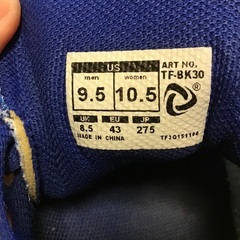 US
men women
9.5 10.5
UK EU JP
8.5 43 275
MADE IN CHINA
ART NO.
TF-BK30
®